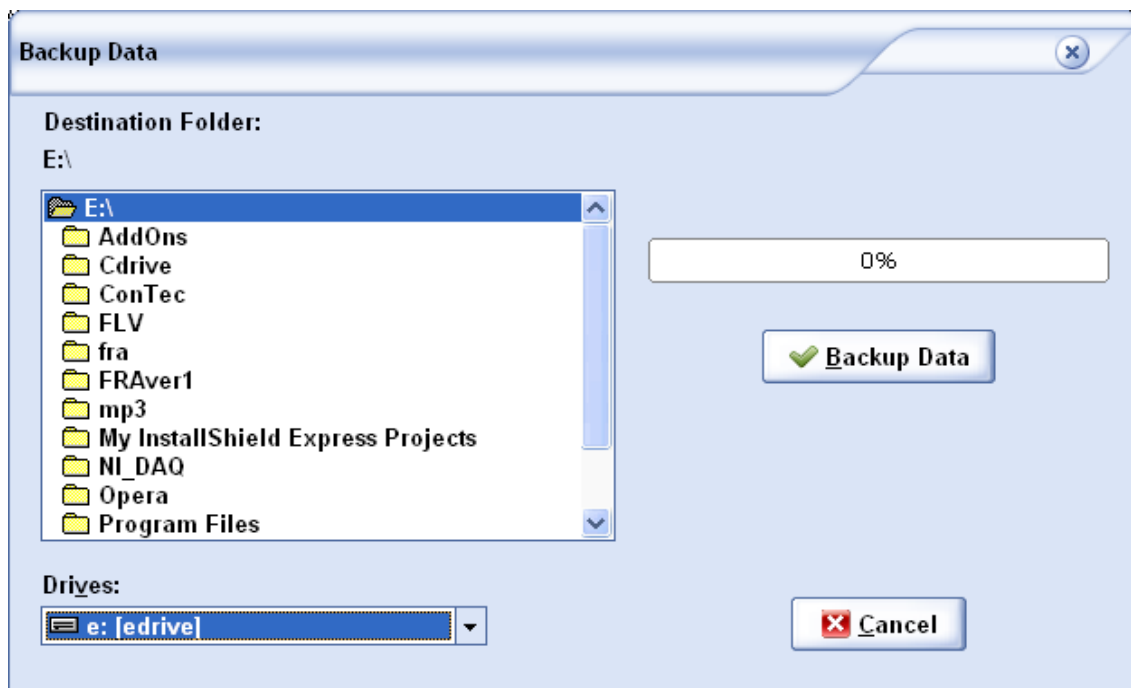 Backup Data
Destination Folder:
E:\
E:\
AddOns
Cdrive
ConTec
FLV
fra
FRAver1
mp3
My InstallShield Express Projects
NI_DAQ
Opera
Program Files
0%
Backup Data
Drives:
e: [edrive]
Cancel